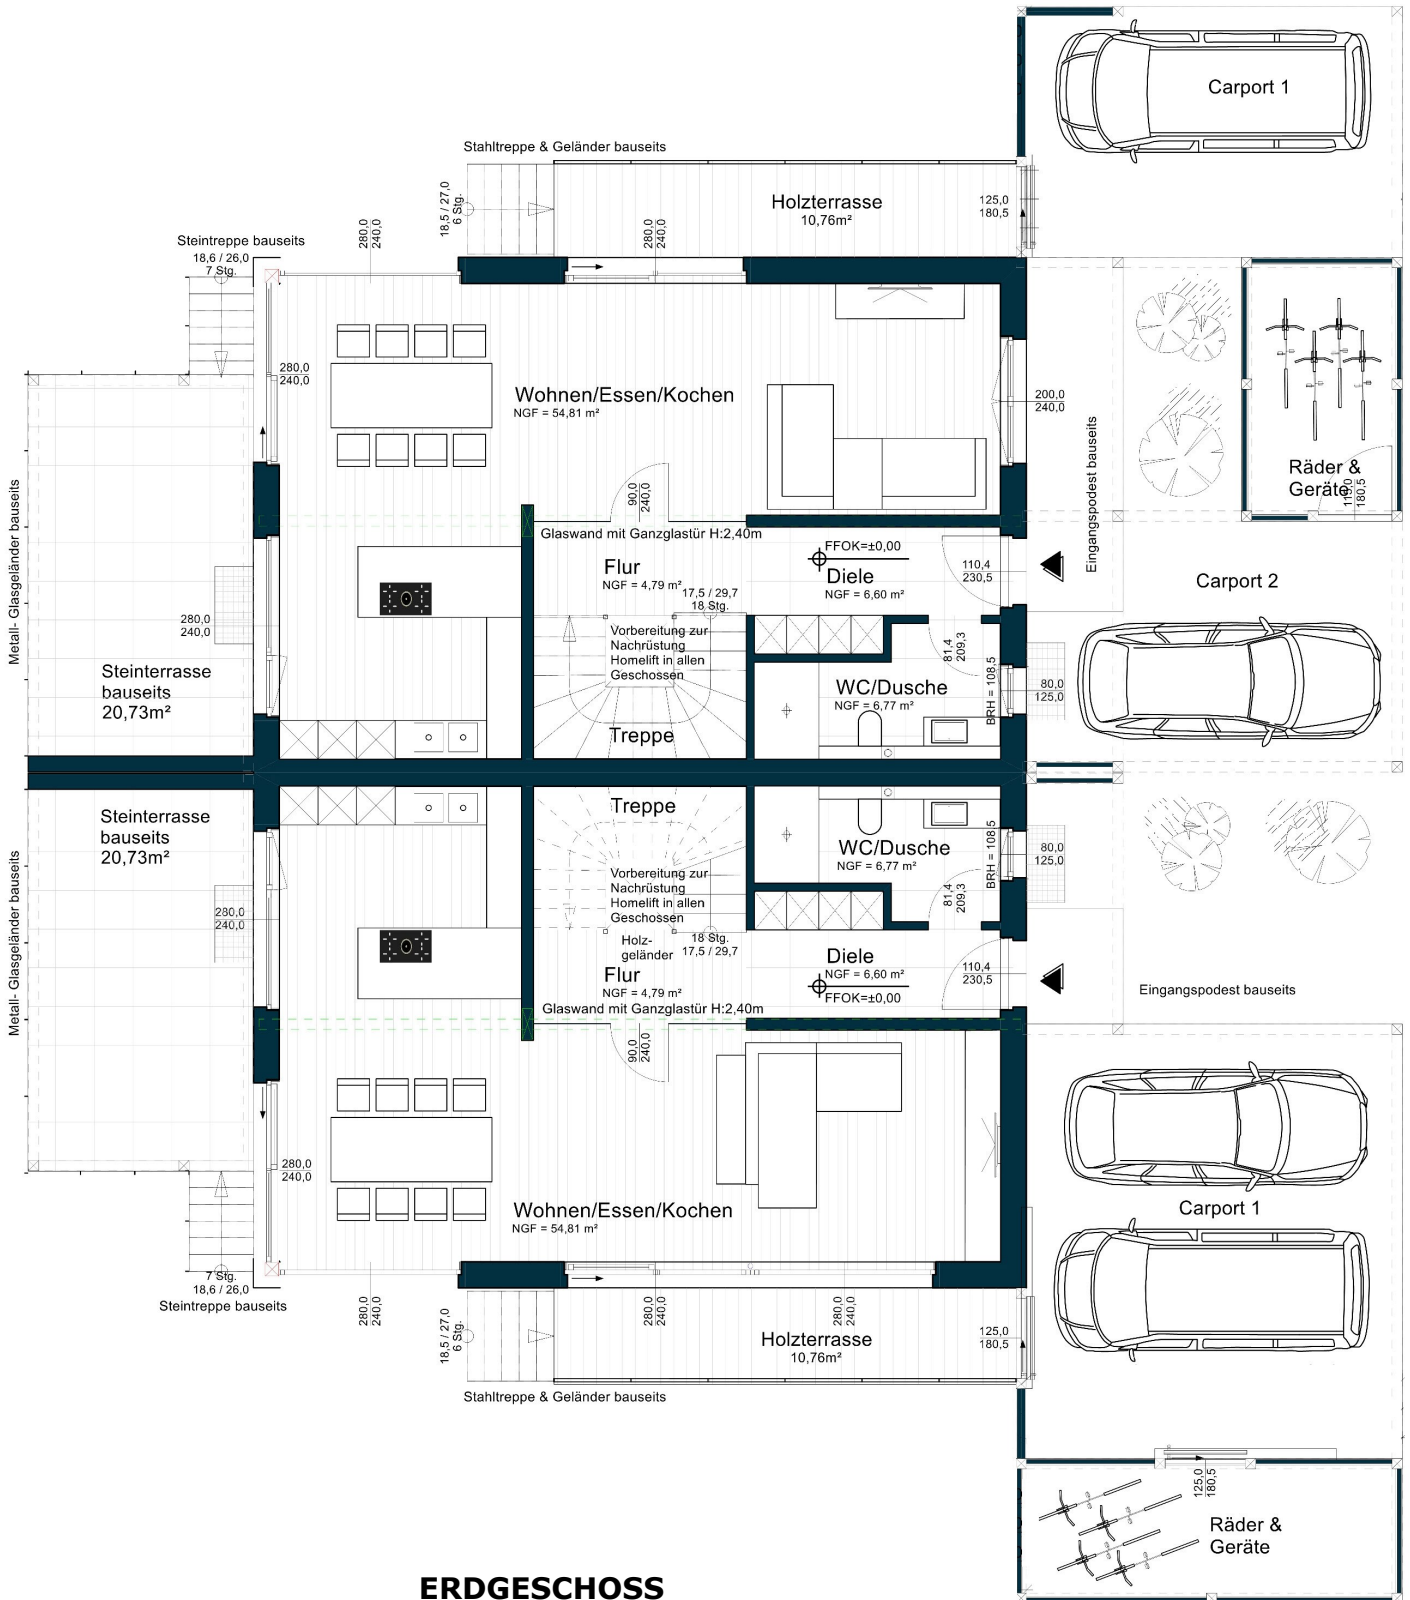 Carport 1
Stahltreppe & Geländer bauseits
18,5 / 27,0
6 Stg.
Holzterrasse
10,76m²
125,0
180,5
Steintreppe bauseits
18,6 / 26,0
7 Stg.
280,0
240,0
280,0
240,0
280,0
240,0
Wohnen/Essen/Kochen
NGF = 54,81 m²
200,0
240,0
Eingangspodest bauseits
Räder &
Geräte
115,0
180,5
Metall- Glasgeländer bauseits
90,0
240,0
Glaswand mit Ganzglastür H:2,40m
FFOK=±0,00
Flur
NGF = 4,79 m²
17,5 / 29,7
18 Stg.
Diele
NGF = 6,60 m²
110,4
230,5
Carport 2
280,0
240,0
Vorbereitung zur
Nachrüstung
Homelift in allen
Geschossen
81,4
209,3
Steinterrasse
bauseits
20,73m²
WC/Dusche
NGF = 6,77 m²
BRH = 108,5
80,0
125,0
Treppe
Steinterrasse
bauseits
20,73m²
Treppe
WC/Dusche
NGF = 6,77 m²
BRH = 108,5
80,0
125,0
Metall- Glasgeländer bauseits
280,0
240,0
Vorbereitung zur
Nachrüstung
Homelift in allen
Geschossen
81,4
209,3
Holz-
geländer
18 Stg.
17,5 / 29,7
Flur
NGF = 4,79 m²
Diele
NGF = 6,60 m²
FFOK=±0,00
110,4
230,5
Eingangspodest bauseits
Glaswand mit Ganzglastür H:2,40m
90,0
240,0
280,0
240,0
Wohnen/Essen/Kochen
NGF = 54,81 m²
Carport 1
7 Stg.
18,6 / 26,0
Steintreppe bauseits
280,0
240,0
18,5 / 27,0
6 Stg.
280,0
240,0
280,0
240,0
Holzterrasse
10,76m²
125,0
180,5
Stahltreppe & Geländer bauseits
125,0
180,5
Räder &
Geräte
ERDGESCHOSS